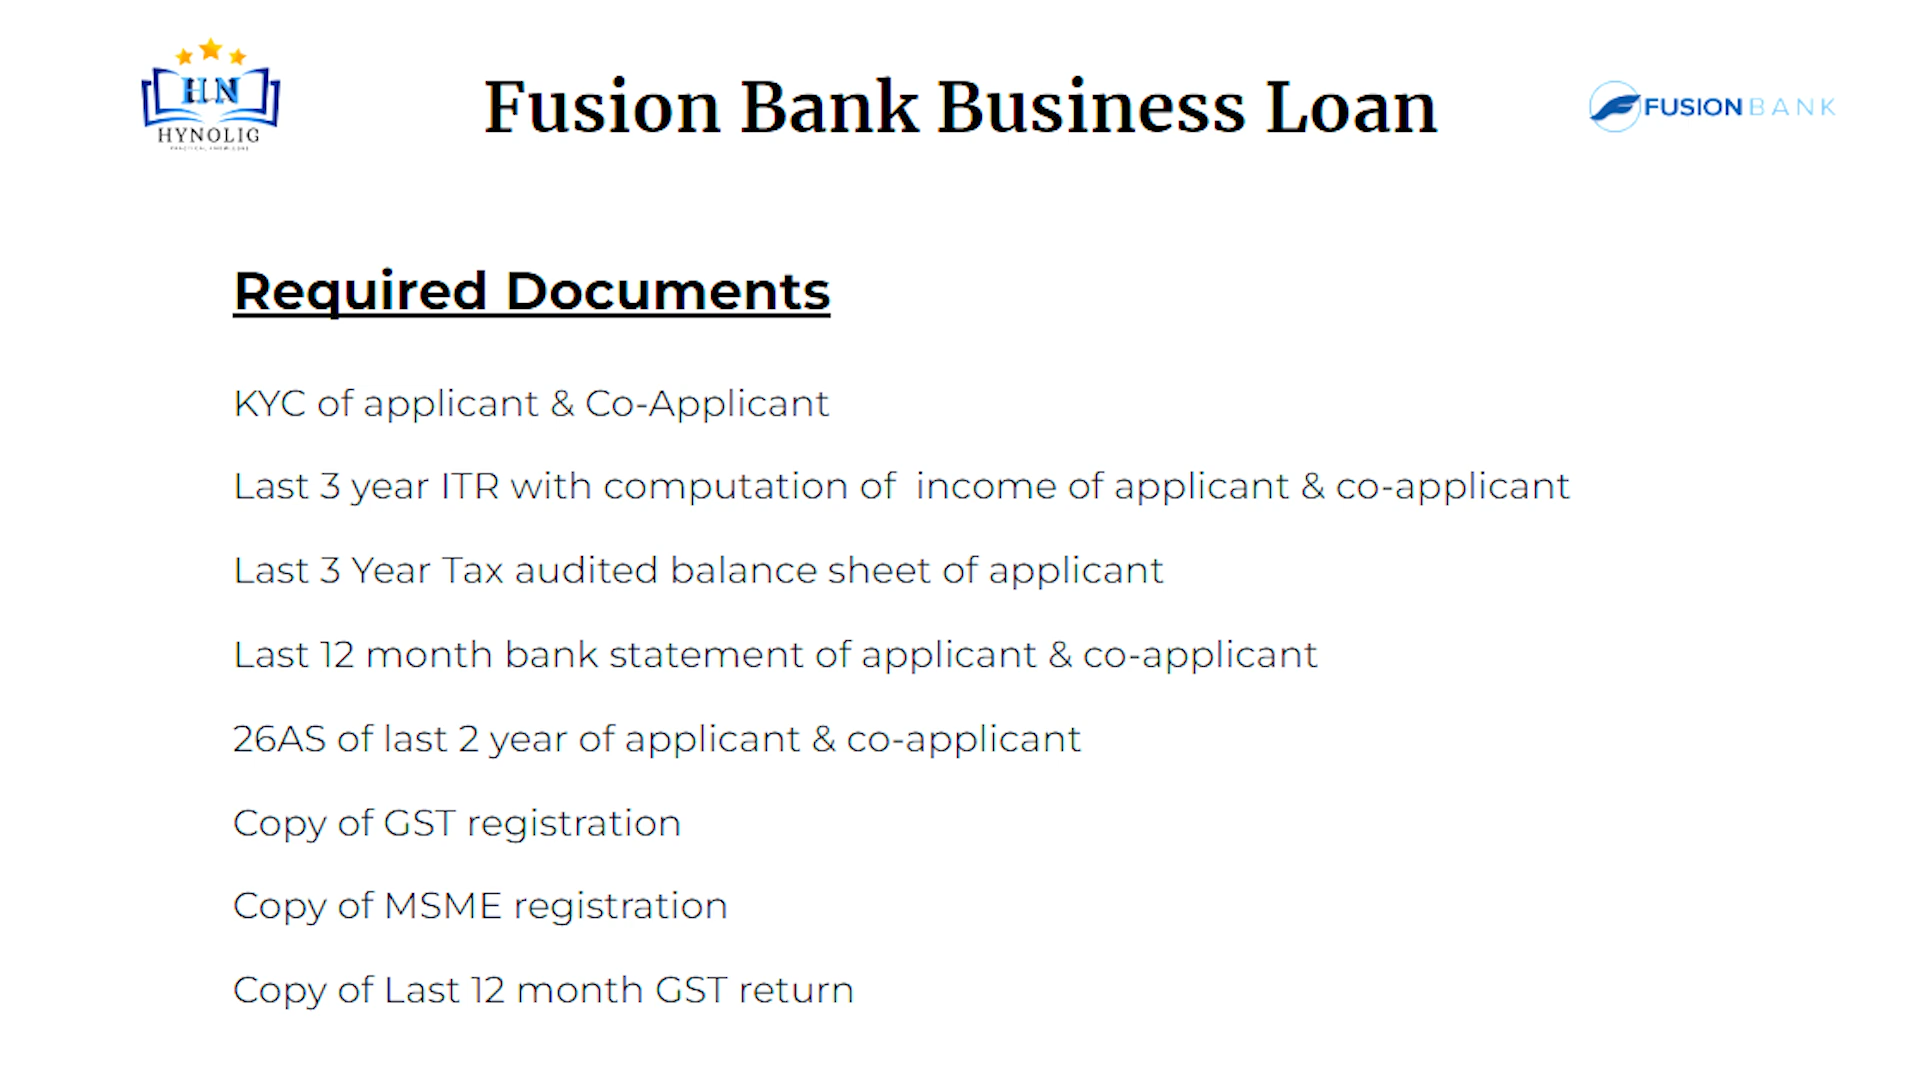 HN
HYNOLIG
Fusion Bank Business Loan
FUSION BANK
Required Documents
KYC of applicant & Co-Applicant
Last 3 year ITR with computation of  income of applicant & co-applicant
Last 3 Year Tax audited balance sheet of applicant
Last 12 month bank statement of applicant & co-applicant
26AS of last 2 year of applicant & co-applicant
Copy of GST registration
Copy of MSME registration
Copy of Last 12 month GST return